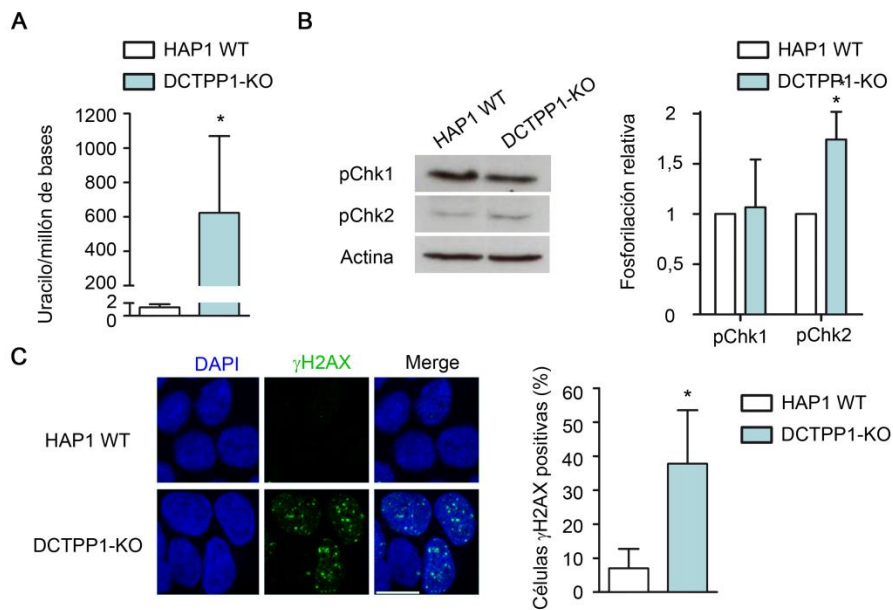 A
HAP1 WT
DCTPP1-KO
Uracilo/millón de bases
1200
1000
800
600
400
200
2
0
*
B
HAP1 WT
DCTPP1-KO
pChk1
pChk2
Actina
HAP1 WT
DCTPP1-KO
Fosforilación relativa
2
1,5
1
0,5
0
*
*
pChk1
pChk2
C
DAPI
γH2AX
Merge
HAP1 WT
DCTPP1-KO
Células γH2AX positivas (%)
60
50
40
30
20
10
0
*
HAP1 WT
DCTPP1-KO